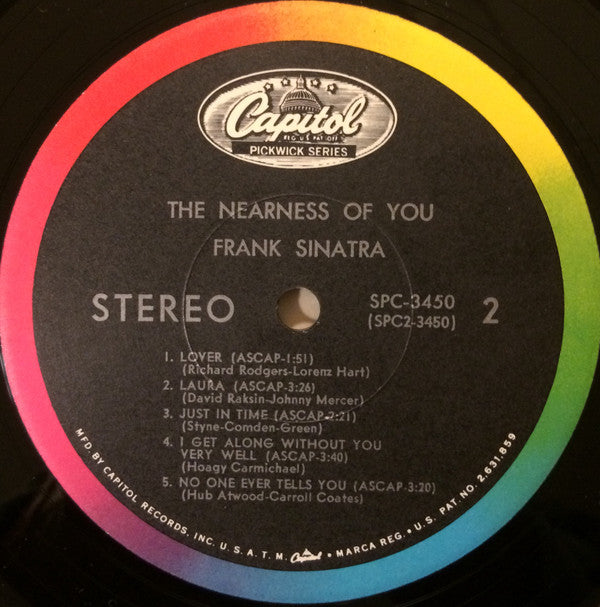 Capitol
REG. U.S. PAT. OFF.
PICKWICK SERIES
THE NEARNESS OF YOU
FRANK SINATRA
STEREO
SPC-3450
(SPC2-3450)
2
1. LOVER (ASCAP-1:51)
(Richard Rodgers-Lorenz Hart)
2. LAURA (ASCAP-3:26)
(David Raksin-Johnny Mercer)
3. JUST IN TIME (ASCAP-2:21)
(Styne-Comden-Green)
4. I GET ALONG WITHOUT YOU
VERY WELL (ASCAP-3:40)
(Hoagy Carmichael)
5. NO ONE EVER TELLS YOU (ASCAP-3:20)
(Hub Atwood-Carroll Coates)
MFD. BY CAPITOL RECORDS, INC. U.S.A. T.M. Capitol • MARCA REG. • U.S. PAT. NO. 2,631,859